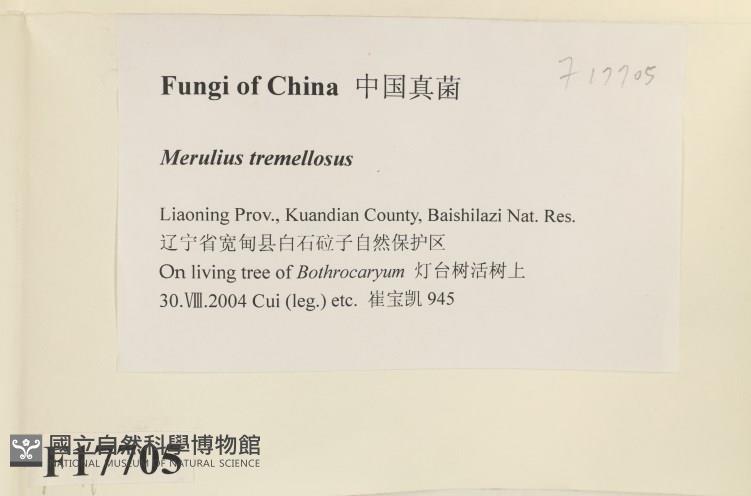 F17705
Fungi of China 中国真菌
Merulius tremellosus
Liaoning Prov., Kuandian County, Baishilazi Nat. Res.
辽宁省宽甸县白石砬子自然保护区
On living tree of Bothrocaryum 灯台树活树上
30.Ⅷ.2004 Cui (leg.) etc. 崔宝凯 945
國立自然科學博物館
NATIONAL MUSEUM OF NATURAL SCIENCE
F17705